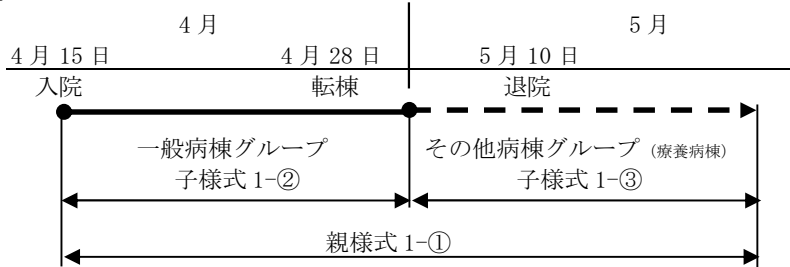 4月 5月
4月15日 4月28日 5月10日
入院 転棟 退院
一般病棟グループ その他病棟グループ (療養病棟)
子様式1-② 子様式1-③
親様式1-①